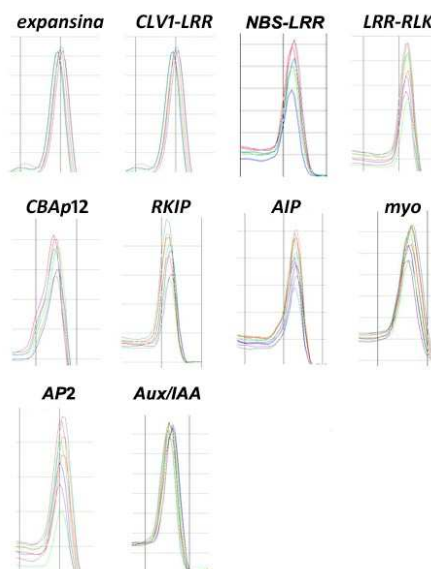 expansina CLV1-LRR NBS-LRR LRR-RLK
CBAp12 RKIP AIP myo
AP2 Aux/IAA